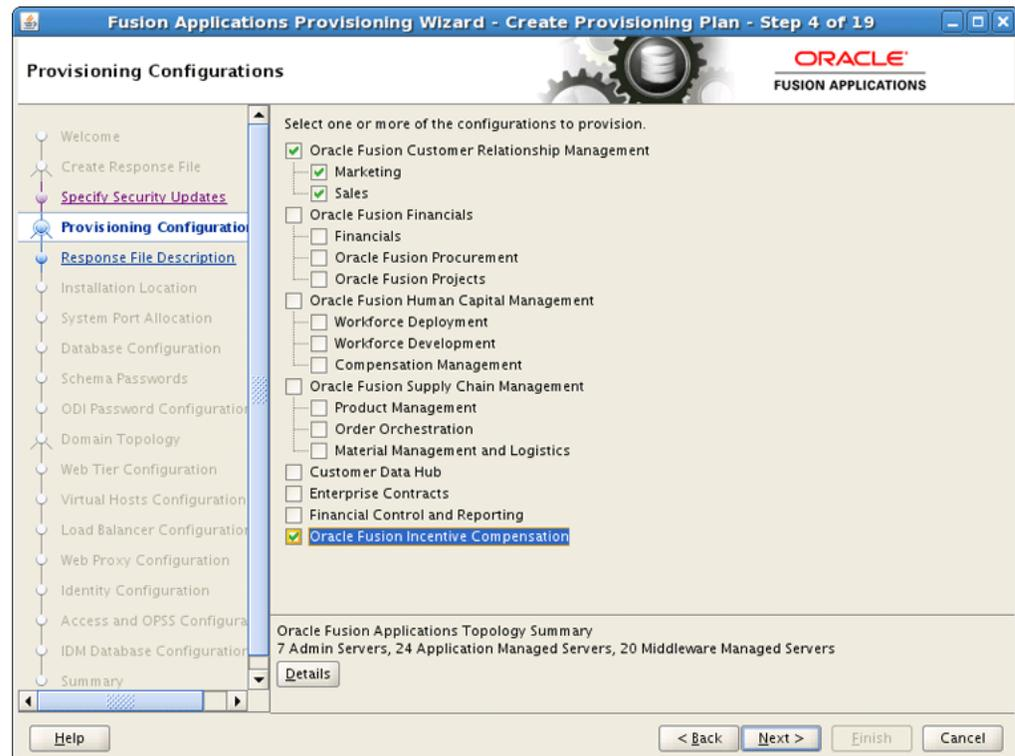 Fusion Applications Provisioning Wizard - Create Provisioning Plan - Step 4 of 19
Provisioning Configurations
ORACLE
FUSION APPLICATIONS
Welcome
Create Response File
Specify Security Updates
Provisioning Configuration
Response File Description
Installation Location
System Port Allocation
Database Configuration
Schema Passwords
ODI Password Configuration
Domain Topology
Web Tier Configuration
Virtual Hosts Configuration
Load Balancer Configuration
Web Proxy Configuration
Identity Configuration
Access and OPSS Configura
IDM Database Configuration
Summary
Select one or more of the configurations to provision.
Oracle Fusion Customer Relationship Management
Marketing
Sales
Oracle Fusion Financials
Financials
Oracle Fusion Procurement
Oracle Fusion Projects
Oracle Fusion Human Capital Management
Workforce Deployment
Workforce Development
Compensation Management
Oracle Fusion Supply Chain Management
Product Management
Order Orchestration
Material Management and Logistics
Customer Data Hub
Enterprise Contracts
Financial Control and Reporting
Oracle Fusion Incentive Compensation
Oracle Fusion Applications Topology Summary
7 Admin Servers, 24 Application Managed Servers, 20 Middleware Managed Servers
Details
Help
< Back
Next >
Finish
Cancel